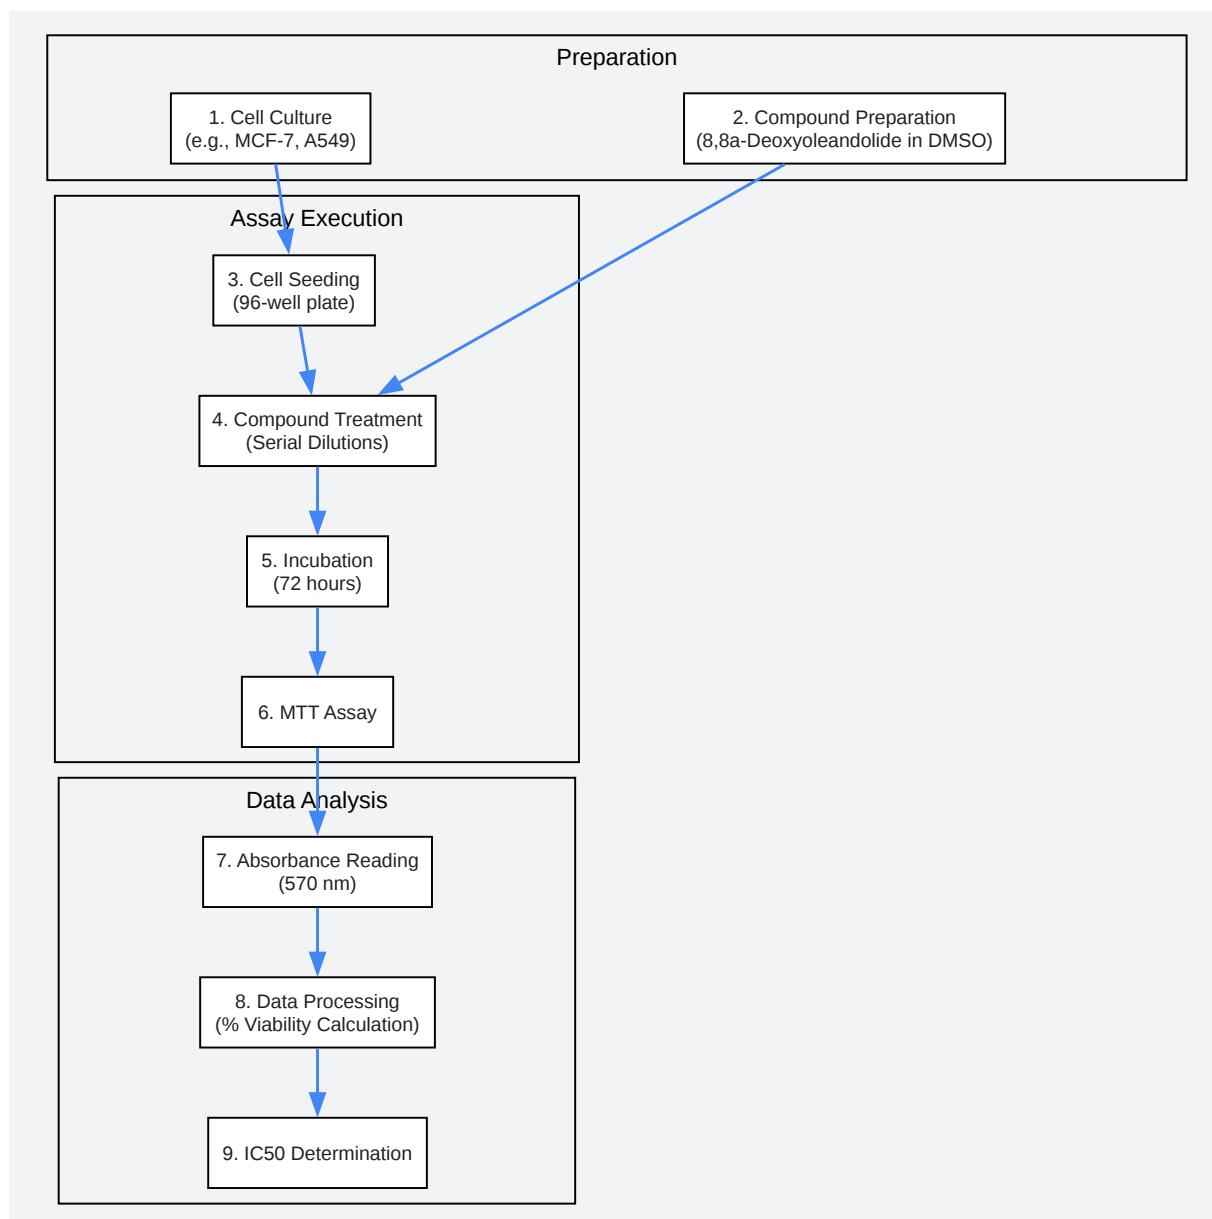 Preparation
1. Cell Culture
(e.g., MCF-7, A549)
2. Compound Preparation
(8,8a-Deoxyoleandolide in DMSO)
Assay Execution
3. Cell Seeding
(96-well plate)
4. Compound Treatment
(Serial Dilutions)
5. Incubation
(72 hours)
6. MTT Assay
Data Analysis
7. Absorbance Reading
(570 nm)
8. Data Processing
(% Viability Calculation)
9. IC50 Determination